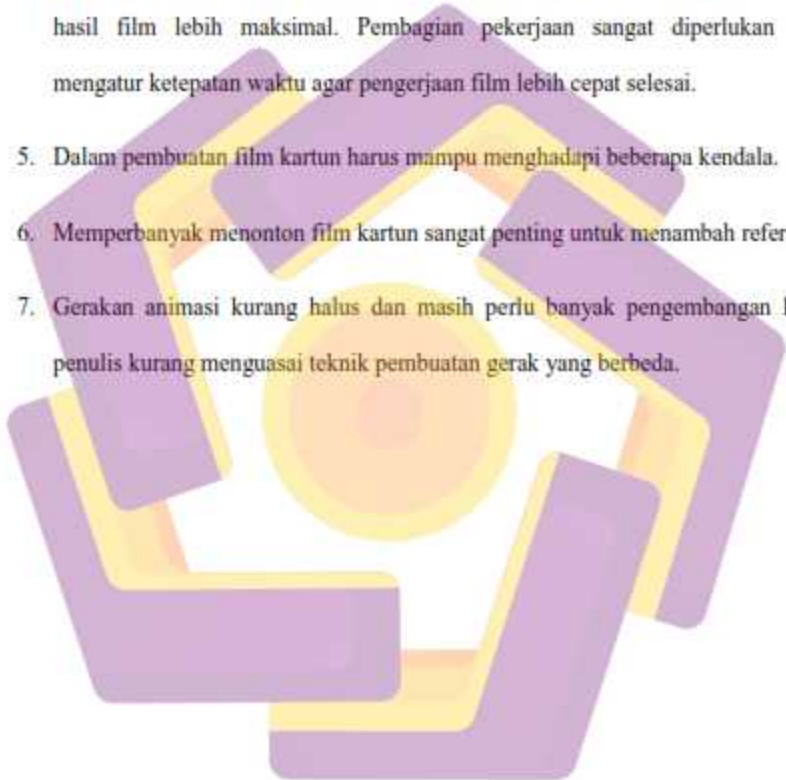 hasil film lebih maksimal. Pembagian pekerjaan sangat diperlukan
mengatur ketepatan waktu agar pengerjaan film lebih cepat selesai.
5. Dalam pembuatan film kartun harus mampu menghadapi beberapa kendala.
6. Memperbanyak menonton film kartun sangat penting untuk menambah refer
7. Gerakan animasi kurang halus dan masih perlu banyak pengembangan
penulis kurang menguasai teknik pembuatan gerak yang berbeda.